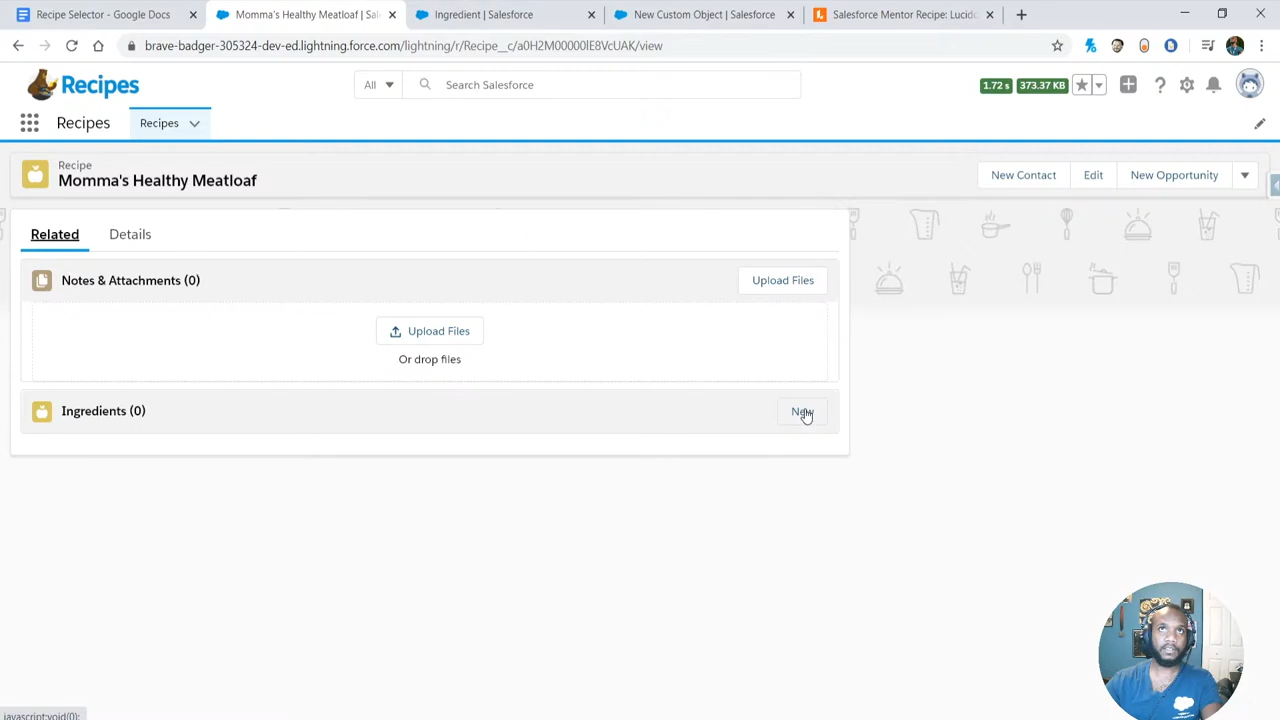 Recipe Selector - Google Docs
Momma's Healthy Meatloaf | Sal
Ingredient | Salesforce
New Custom Object | Salesforce
Salesforce Mentor Recipe: Lucido
brave-badger-305324-dev-ed.lightning.force.com/lightning/r/Recipe__c/a0H2M00000lE8VcUAK/view
Recipes
All
Search Salesforce
1.72 s
373.37 KB
Recipes
Recipes
Recipe
Momma's Healthy Meatloaf
New Contact
Edit
New Opportunity
Related
Details
Notes & Attachments (0)
Upload Files
Upload Files
Or drop files
Ingredients (0)
New
javascript:void(0);